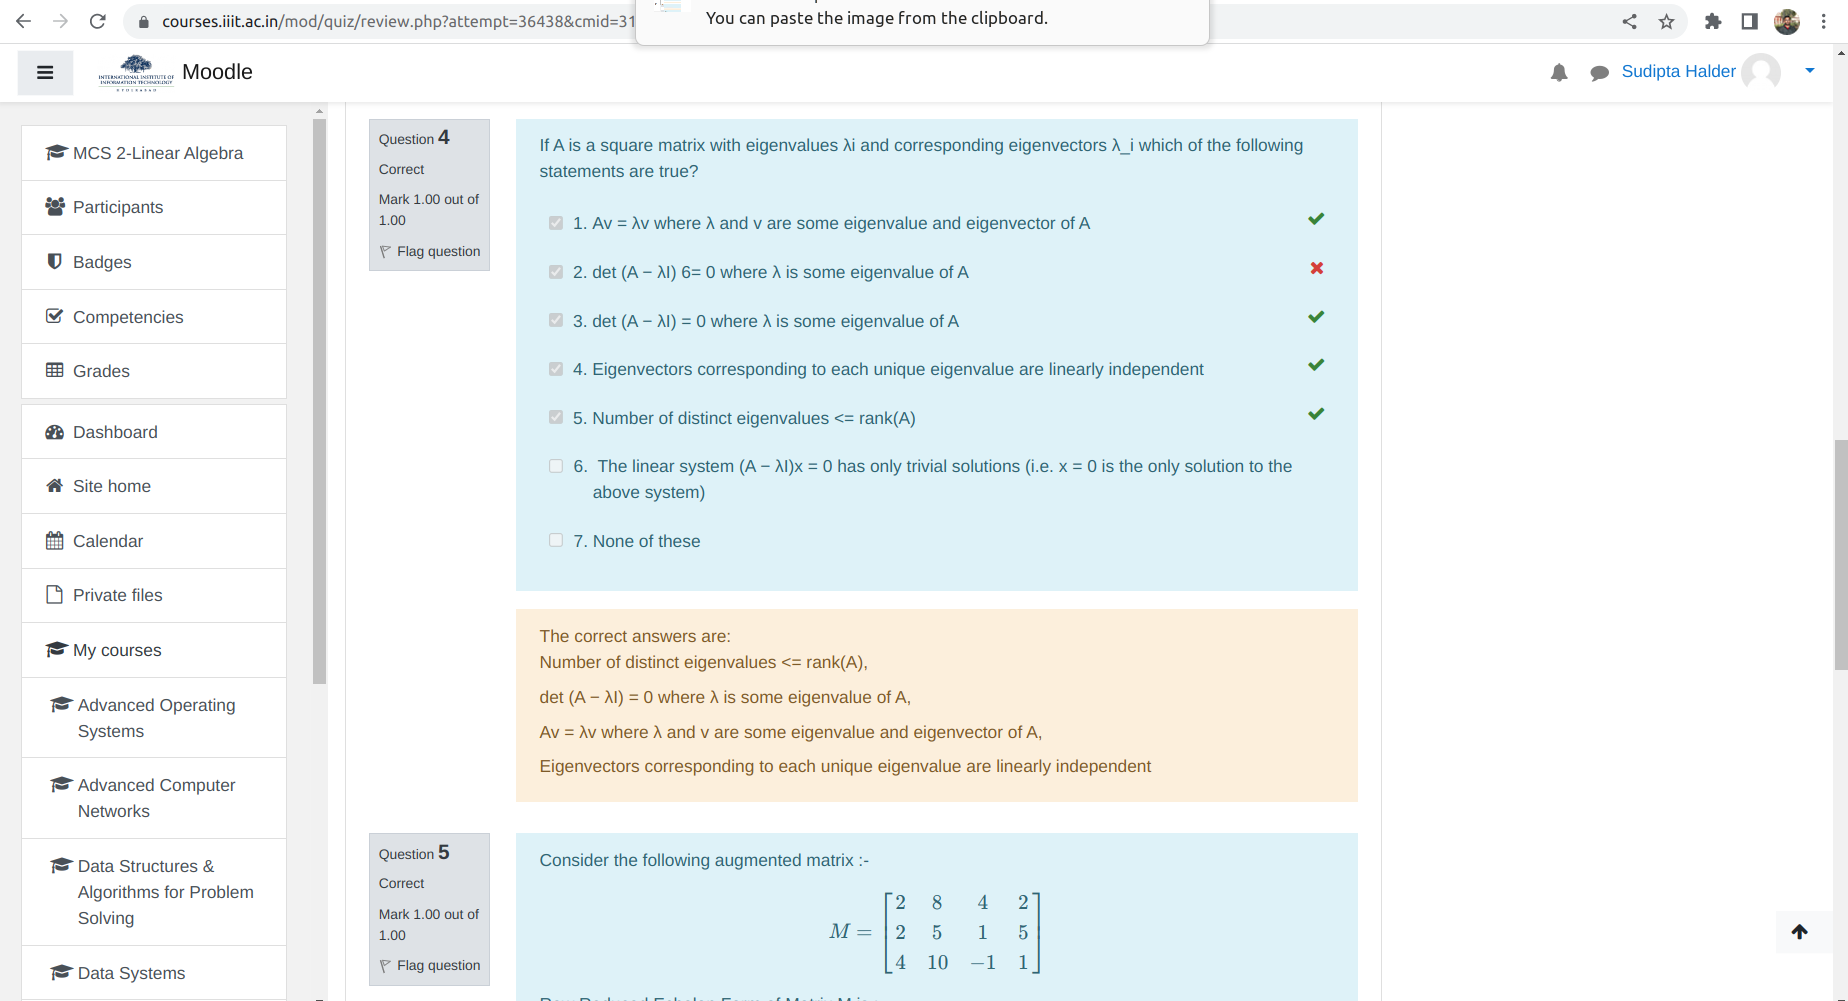 courses.iiit.ac.in/mod/quiz/review.php?attempt=36438&cmid=31
You can paste the image from the clipboard.
INTERNATIONAL INSTITUTE OF
INFORMATION TECHNOLOGY
HYDERABAD
Moodle
Sudipta Halder
MCS 2-Linear Algebra
Participants
Badges
Competencies
Grades
Dashboard
Site home
Calendar
Private files
My courses
Advanced Operating
Systems
Advanced Computer
Networks
Data Structures &
Algorithms for Problem
Solving
Data Systems
Question 4
Correct
Mark 1.00 out of
1.00
Flag question
If A is a square matrix with eigenvalues λi and corresponding eigenvectors λ_i which of the following
statements are true?
1. Av = λv where λ and v are some eigenvalue and eigenvector of A
2. det (A − λI) 6= 0 where λ is some eigenvalue of A
3. det (A − λI) = 0 where λ is some eigenvalue of A
4. Eigenvectors corresponding to each unique eigenvalue are linearly independent
5. Number of distinct eigenvalues <= rank(A)
6. The linear system (A − λI)x = 0 has only trivial solutions (i.e. x = 0 is the only solution to the
above system)
7. None of these
The correct answers are:
Number of distinct eigenvalues <= rank(A),
det (A − λI) = 0 where λ is some eigenvalue of A,
Av = λv where λ and v are some eigenvalue and eigenvector of A,
Eigenvectors corresponding to each unique eigenvalue are linearly independent
Question 5
Correct
Mark 1.00 out of
1.00
Flag question
Consider the following augmented matrix :-
2 8 4 2
M = 2 5 1 5
4 10 −1 1